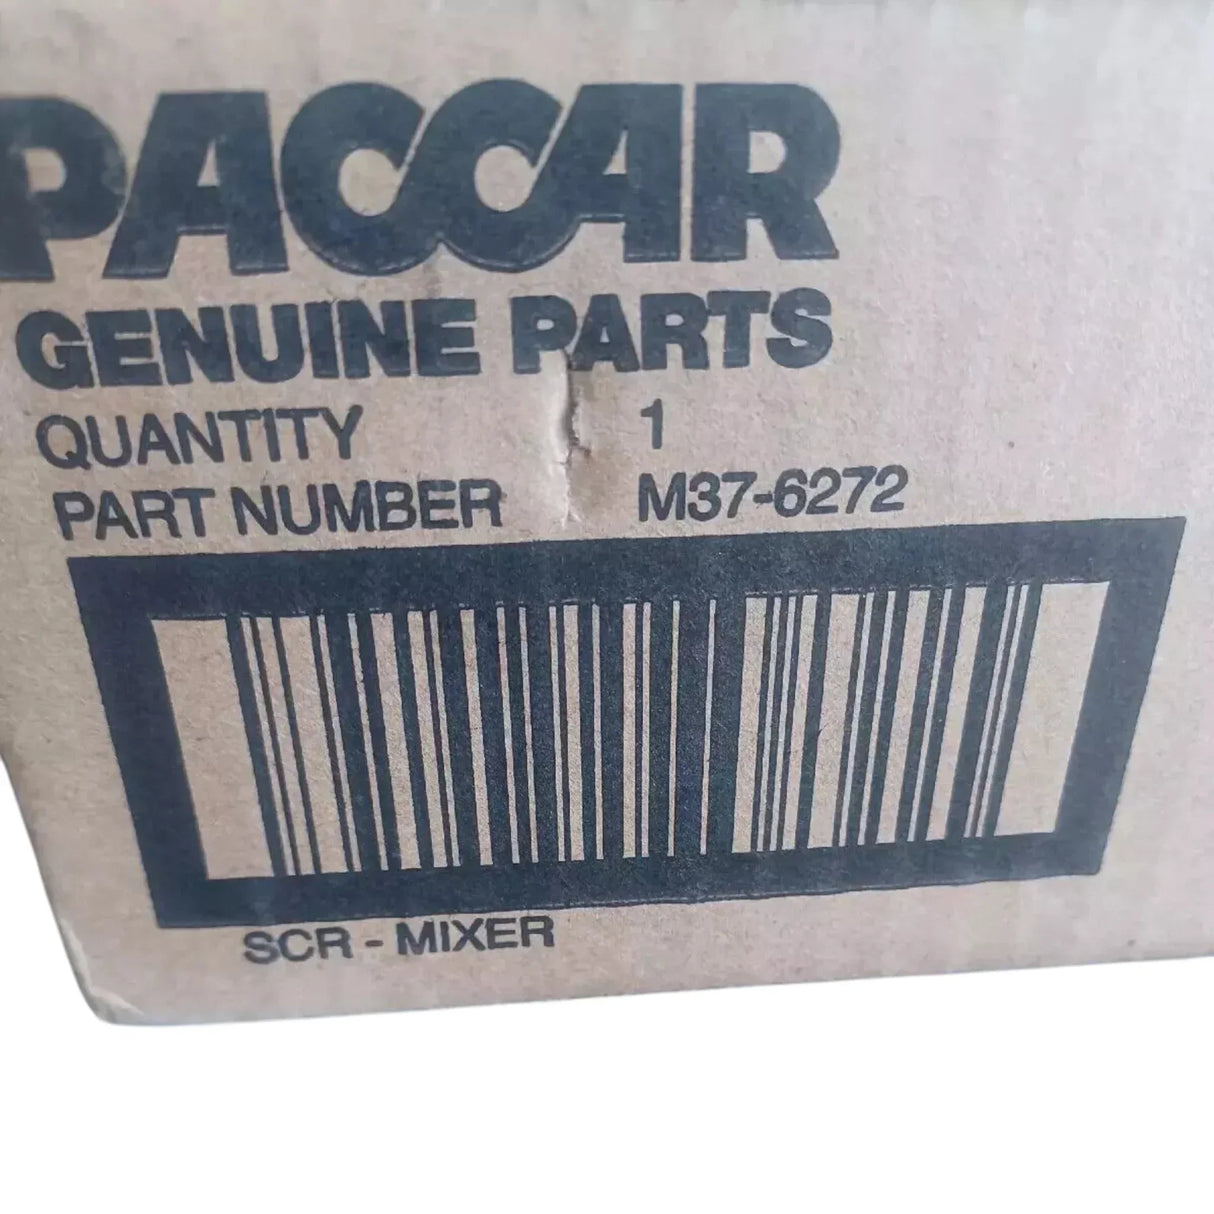 PACCAR
GENUINE PARTS
QUANTITY 1
PART NUMBER M37-6272
SCR - MIXER